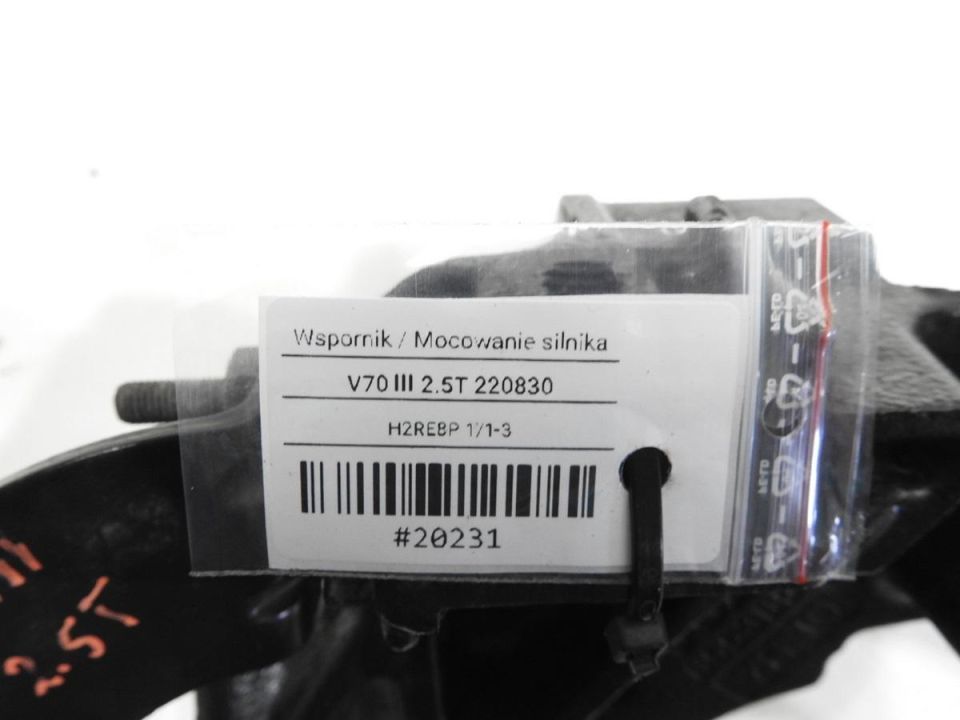 Wspornik / Mocowanie silnika
V70 III 2.5T 220830
H2RE8P 1/1-3
#20231
2.5T